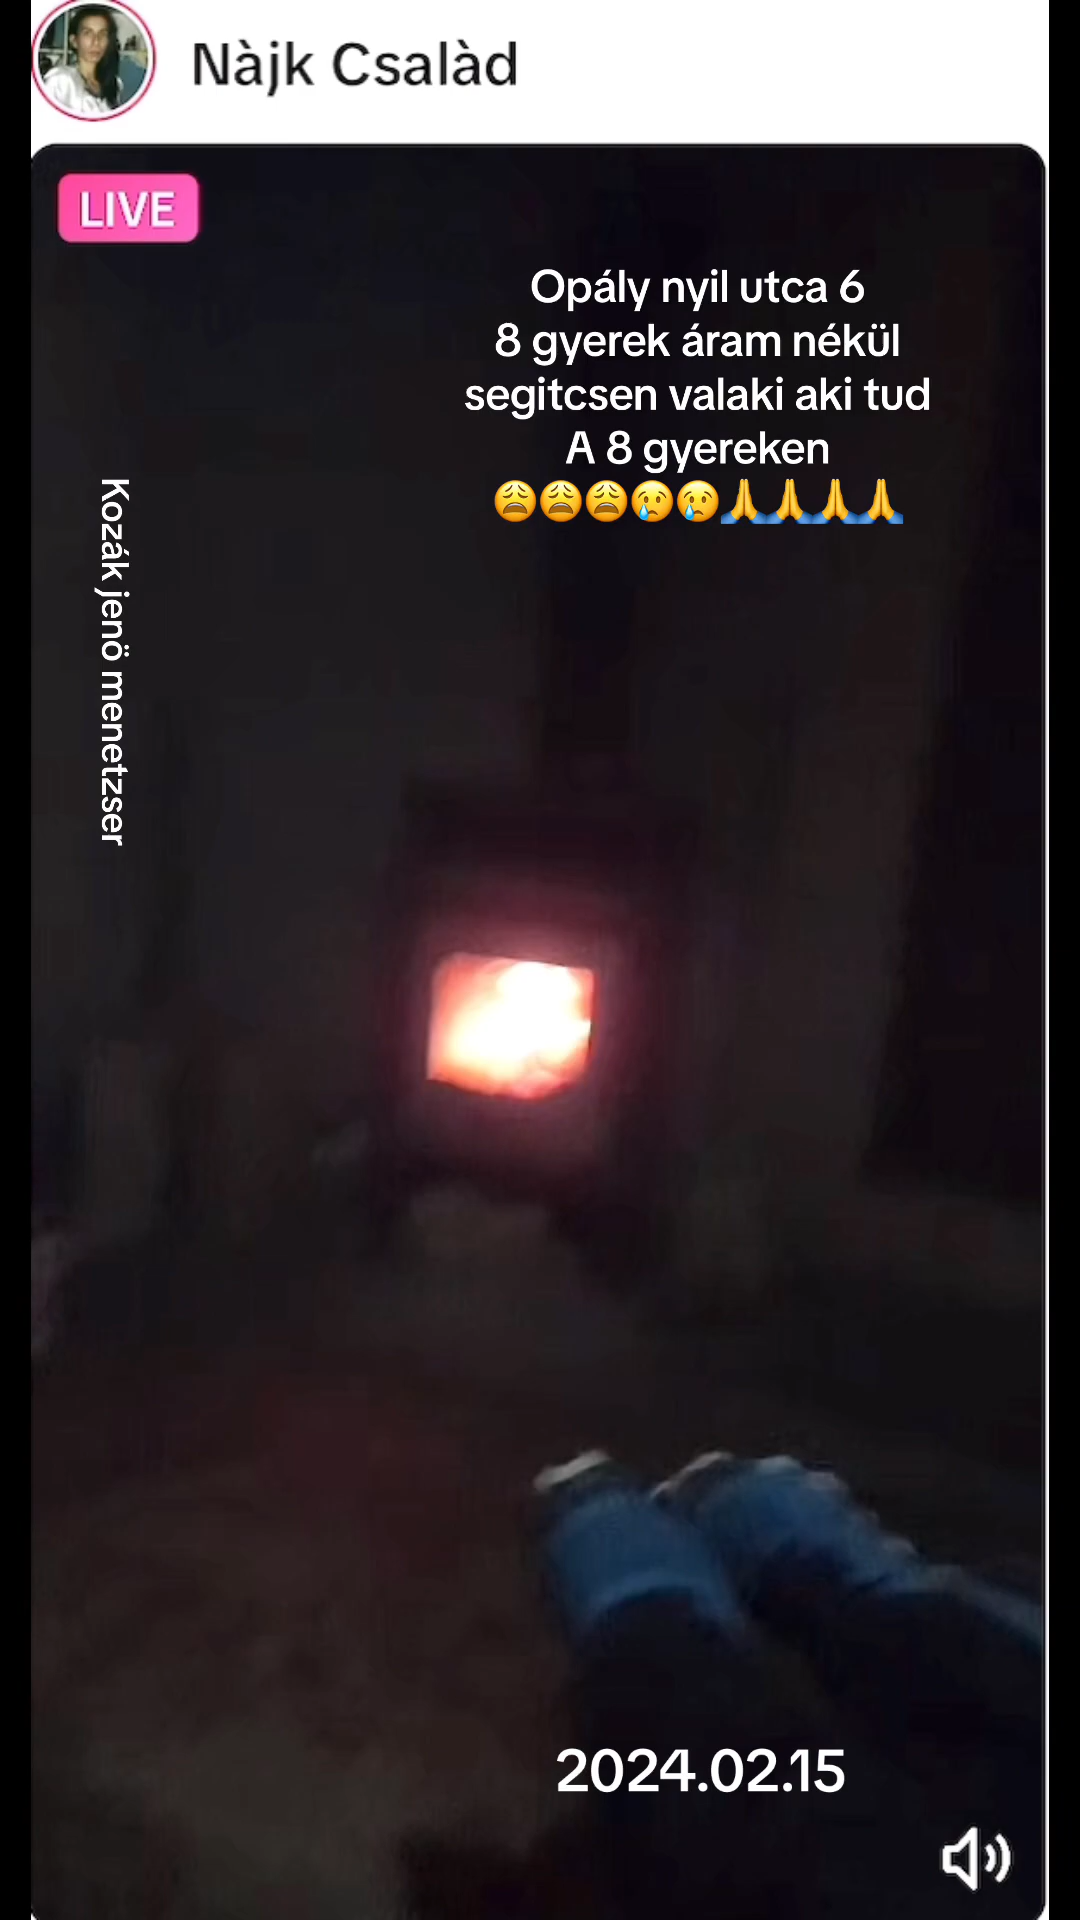 Nàjk Csalàd
LIVE
Opály nyil utca 6
8 gyerek áram nékül
segitcsen valaki aki tud
A 8 gyereken
😩😩😩😢😢🙏🙏🙏🙏
Kozák jenö menetzser
2024.02.15